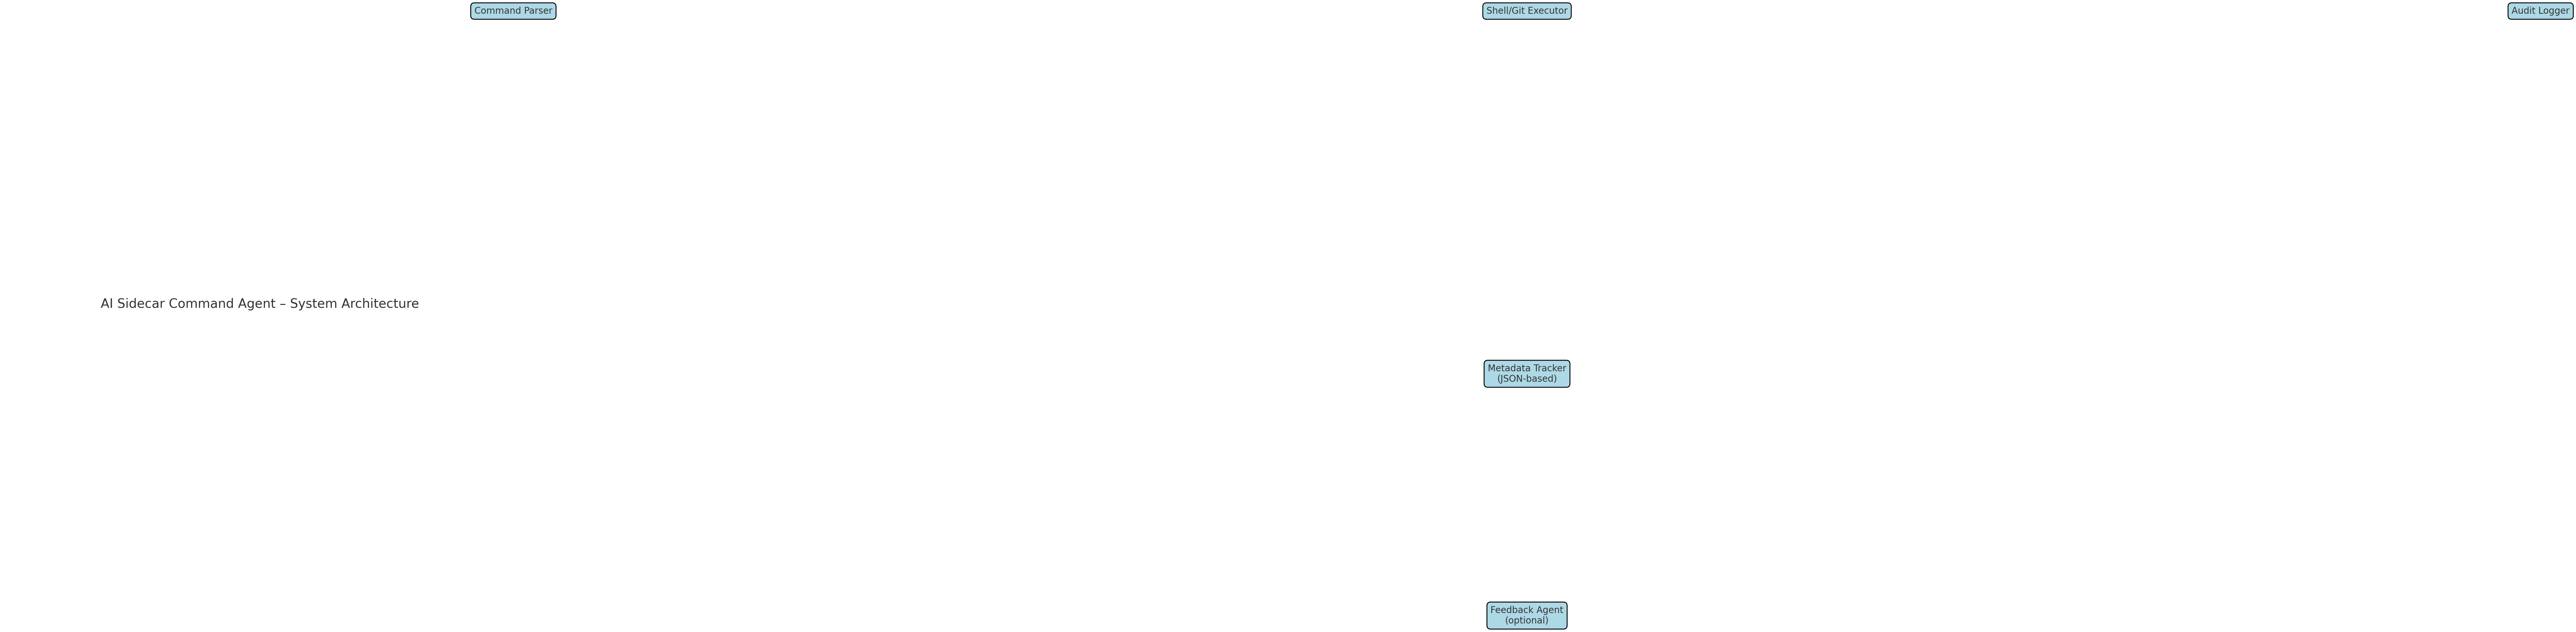 Command Parser
Shell/Git Executor
Audit Logger
AI Sidecar Command Agent – System Architecture
Metadata Tracker
(JSON-based)
Feedback Agent
(optional)